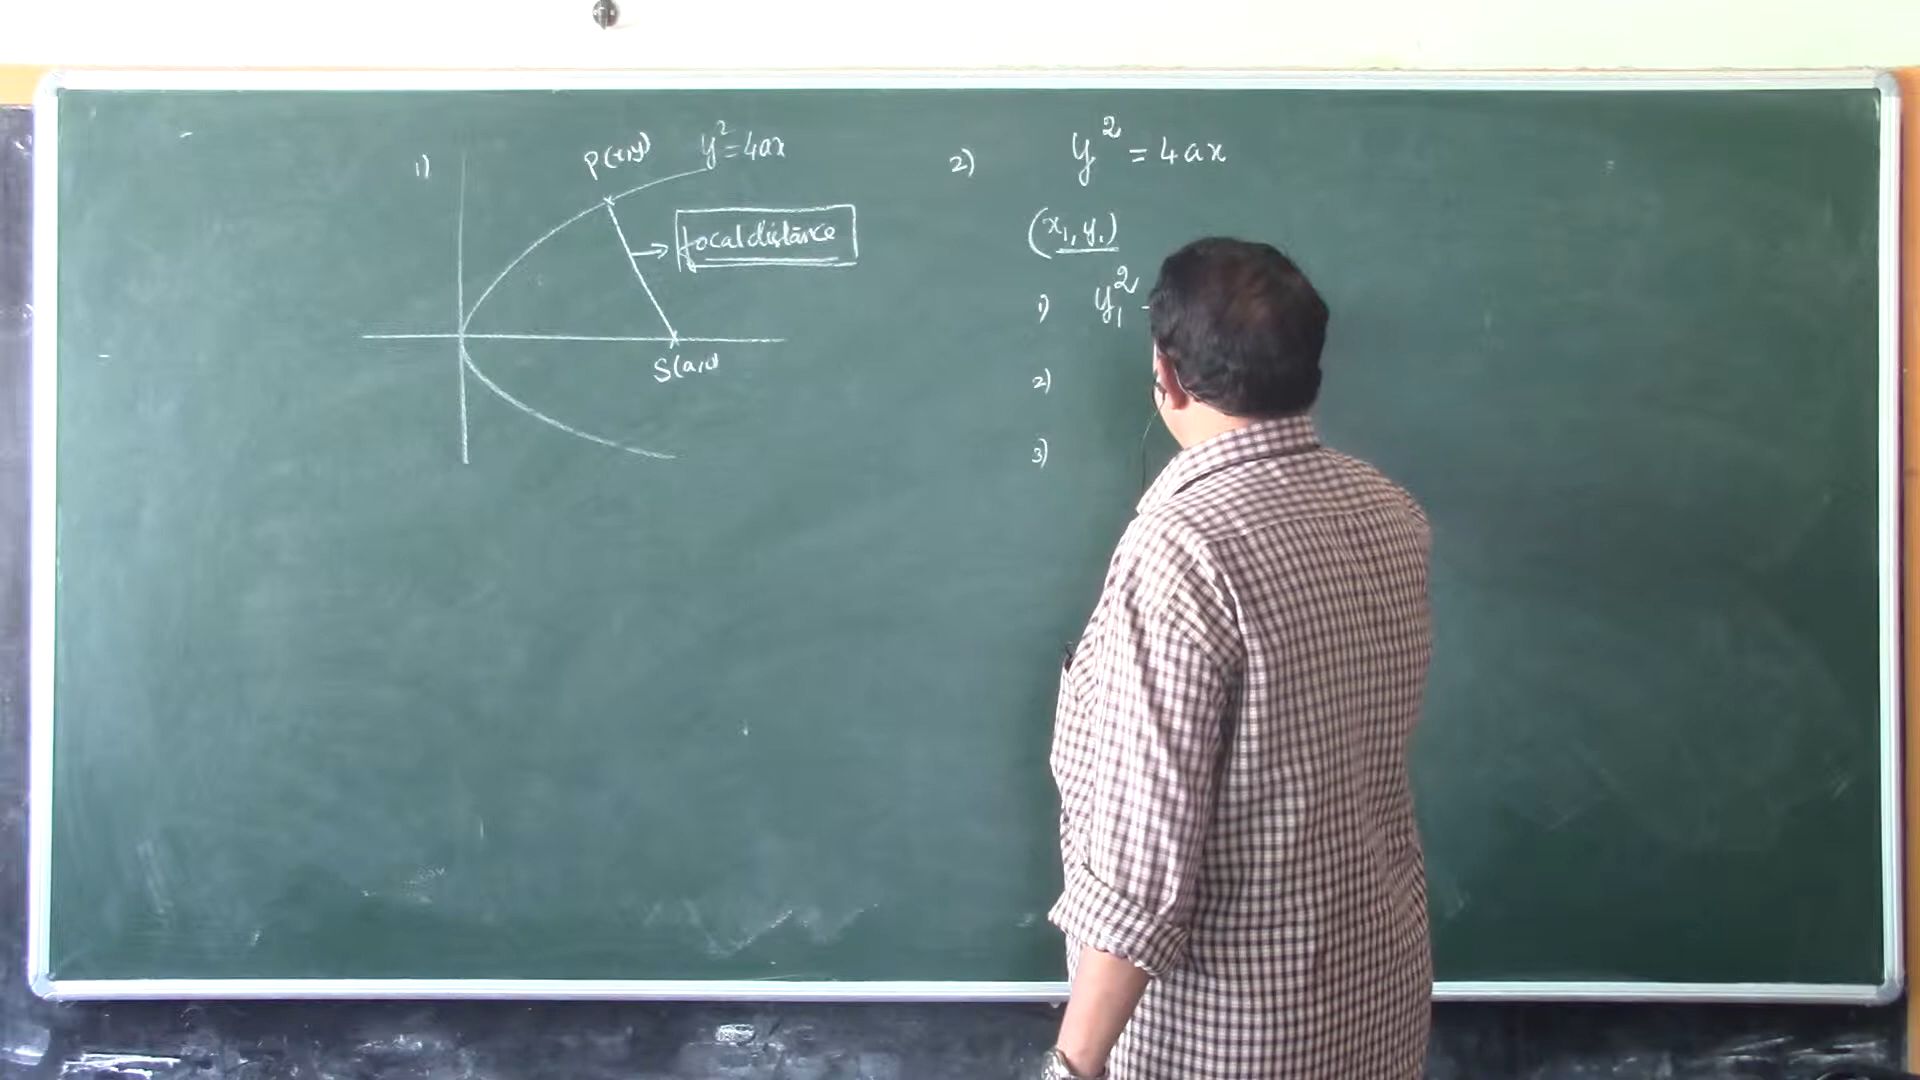 1) P(x,y) y²=4ax
focal distance
S(a,0)
2) y² = 4ax
(x₁, y₁)
1) y₁² -
2)
3)